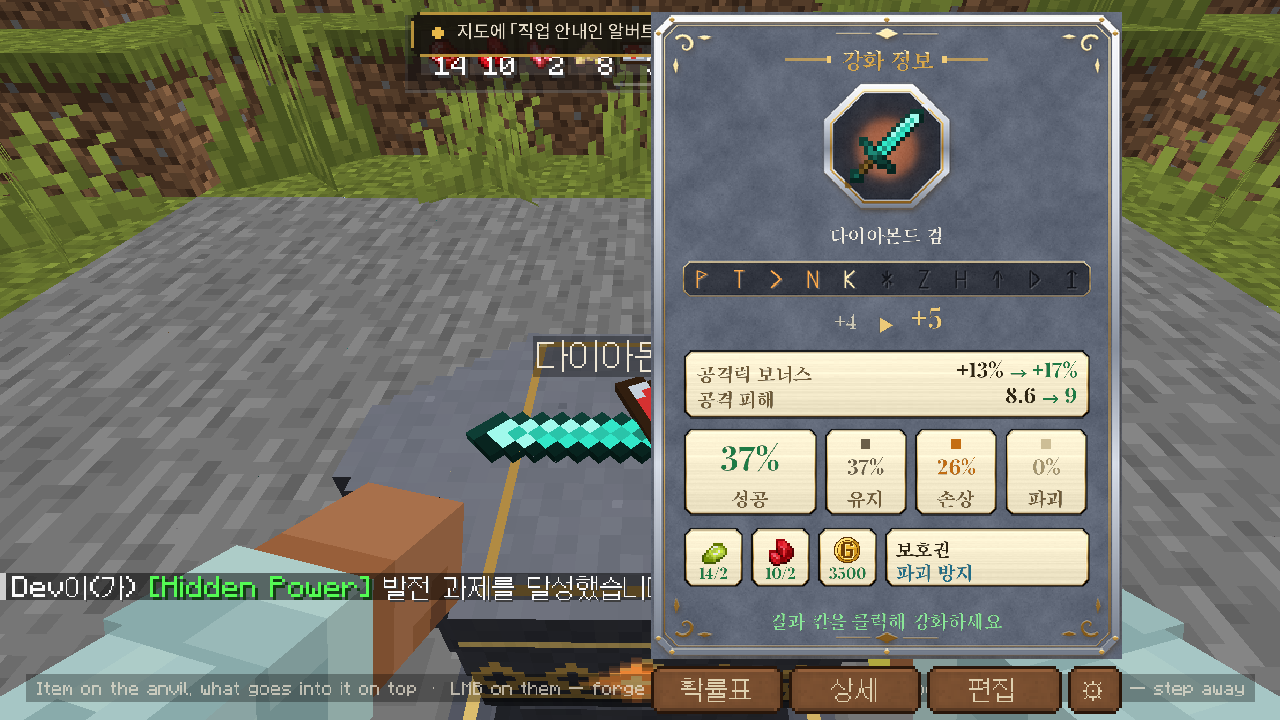 지도에 「직업 안내인 알버트
14 10 2 8
강화 정보
다이아몬드 검
+4 ▶ +5
공격력 보너스 +13% → +17%
공격 피해 8.6 → 9
37% 성공
37% 유지
26% 손상
0% 파괴
14/2
10/2
3500
보호권
파괴 방지
결과 칸을 클릭해 강화하세요
다이아몬
Dev이(가) [Hidden Power] 발전 과제를 달성했습니다
Item on the anvil, what goes into it on top · LMB on them — forge
확률표
상세
편집
— step away